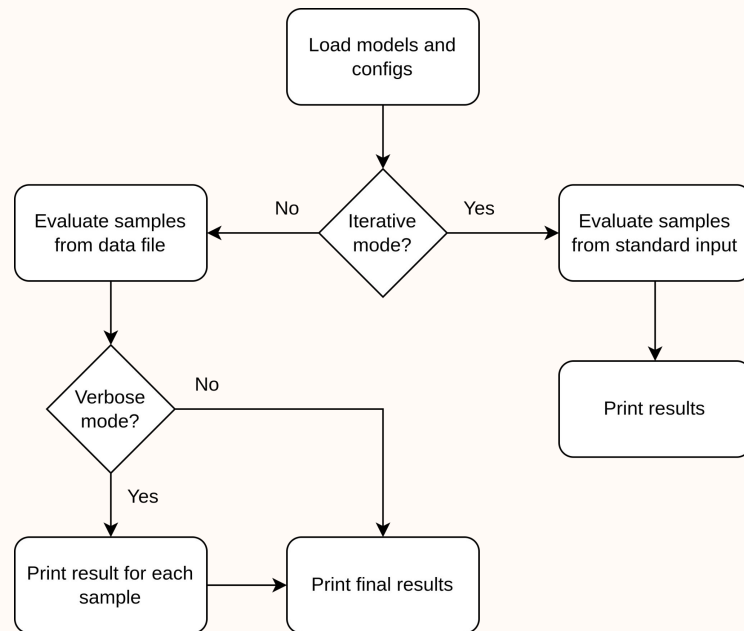 Load models and
configs
No
Iterative
mode?
Yes
Evaluate samples
from data file
Evaluate samples
from standard input
Verbose
mode?
No
Print results
Yes
Print result for each
sample
Print final results